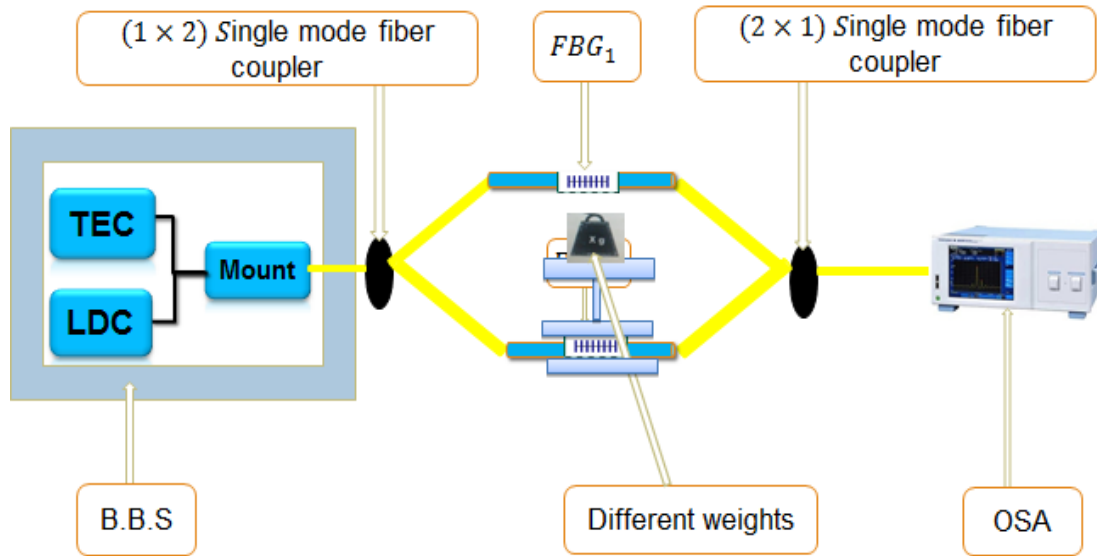 (1 × 2) Single mode fiber
coupler
FBG₁
(2 × 1) Single mode fiber
coupler
TEC
LDC
Mount
X g
B.B.S
Different weights
OSA